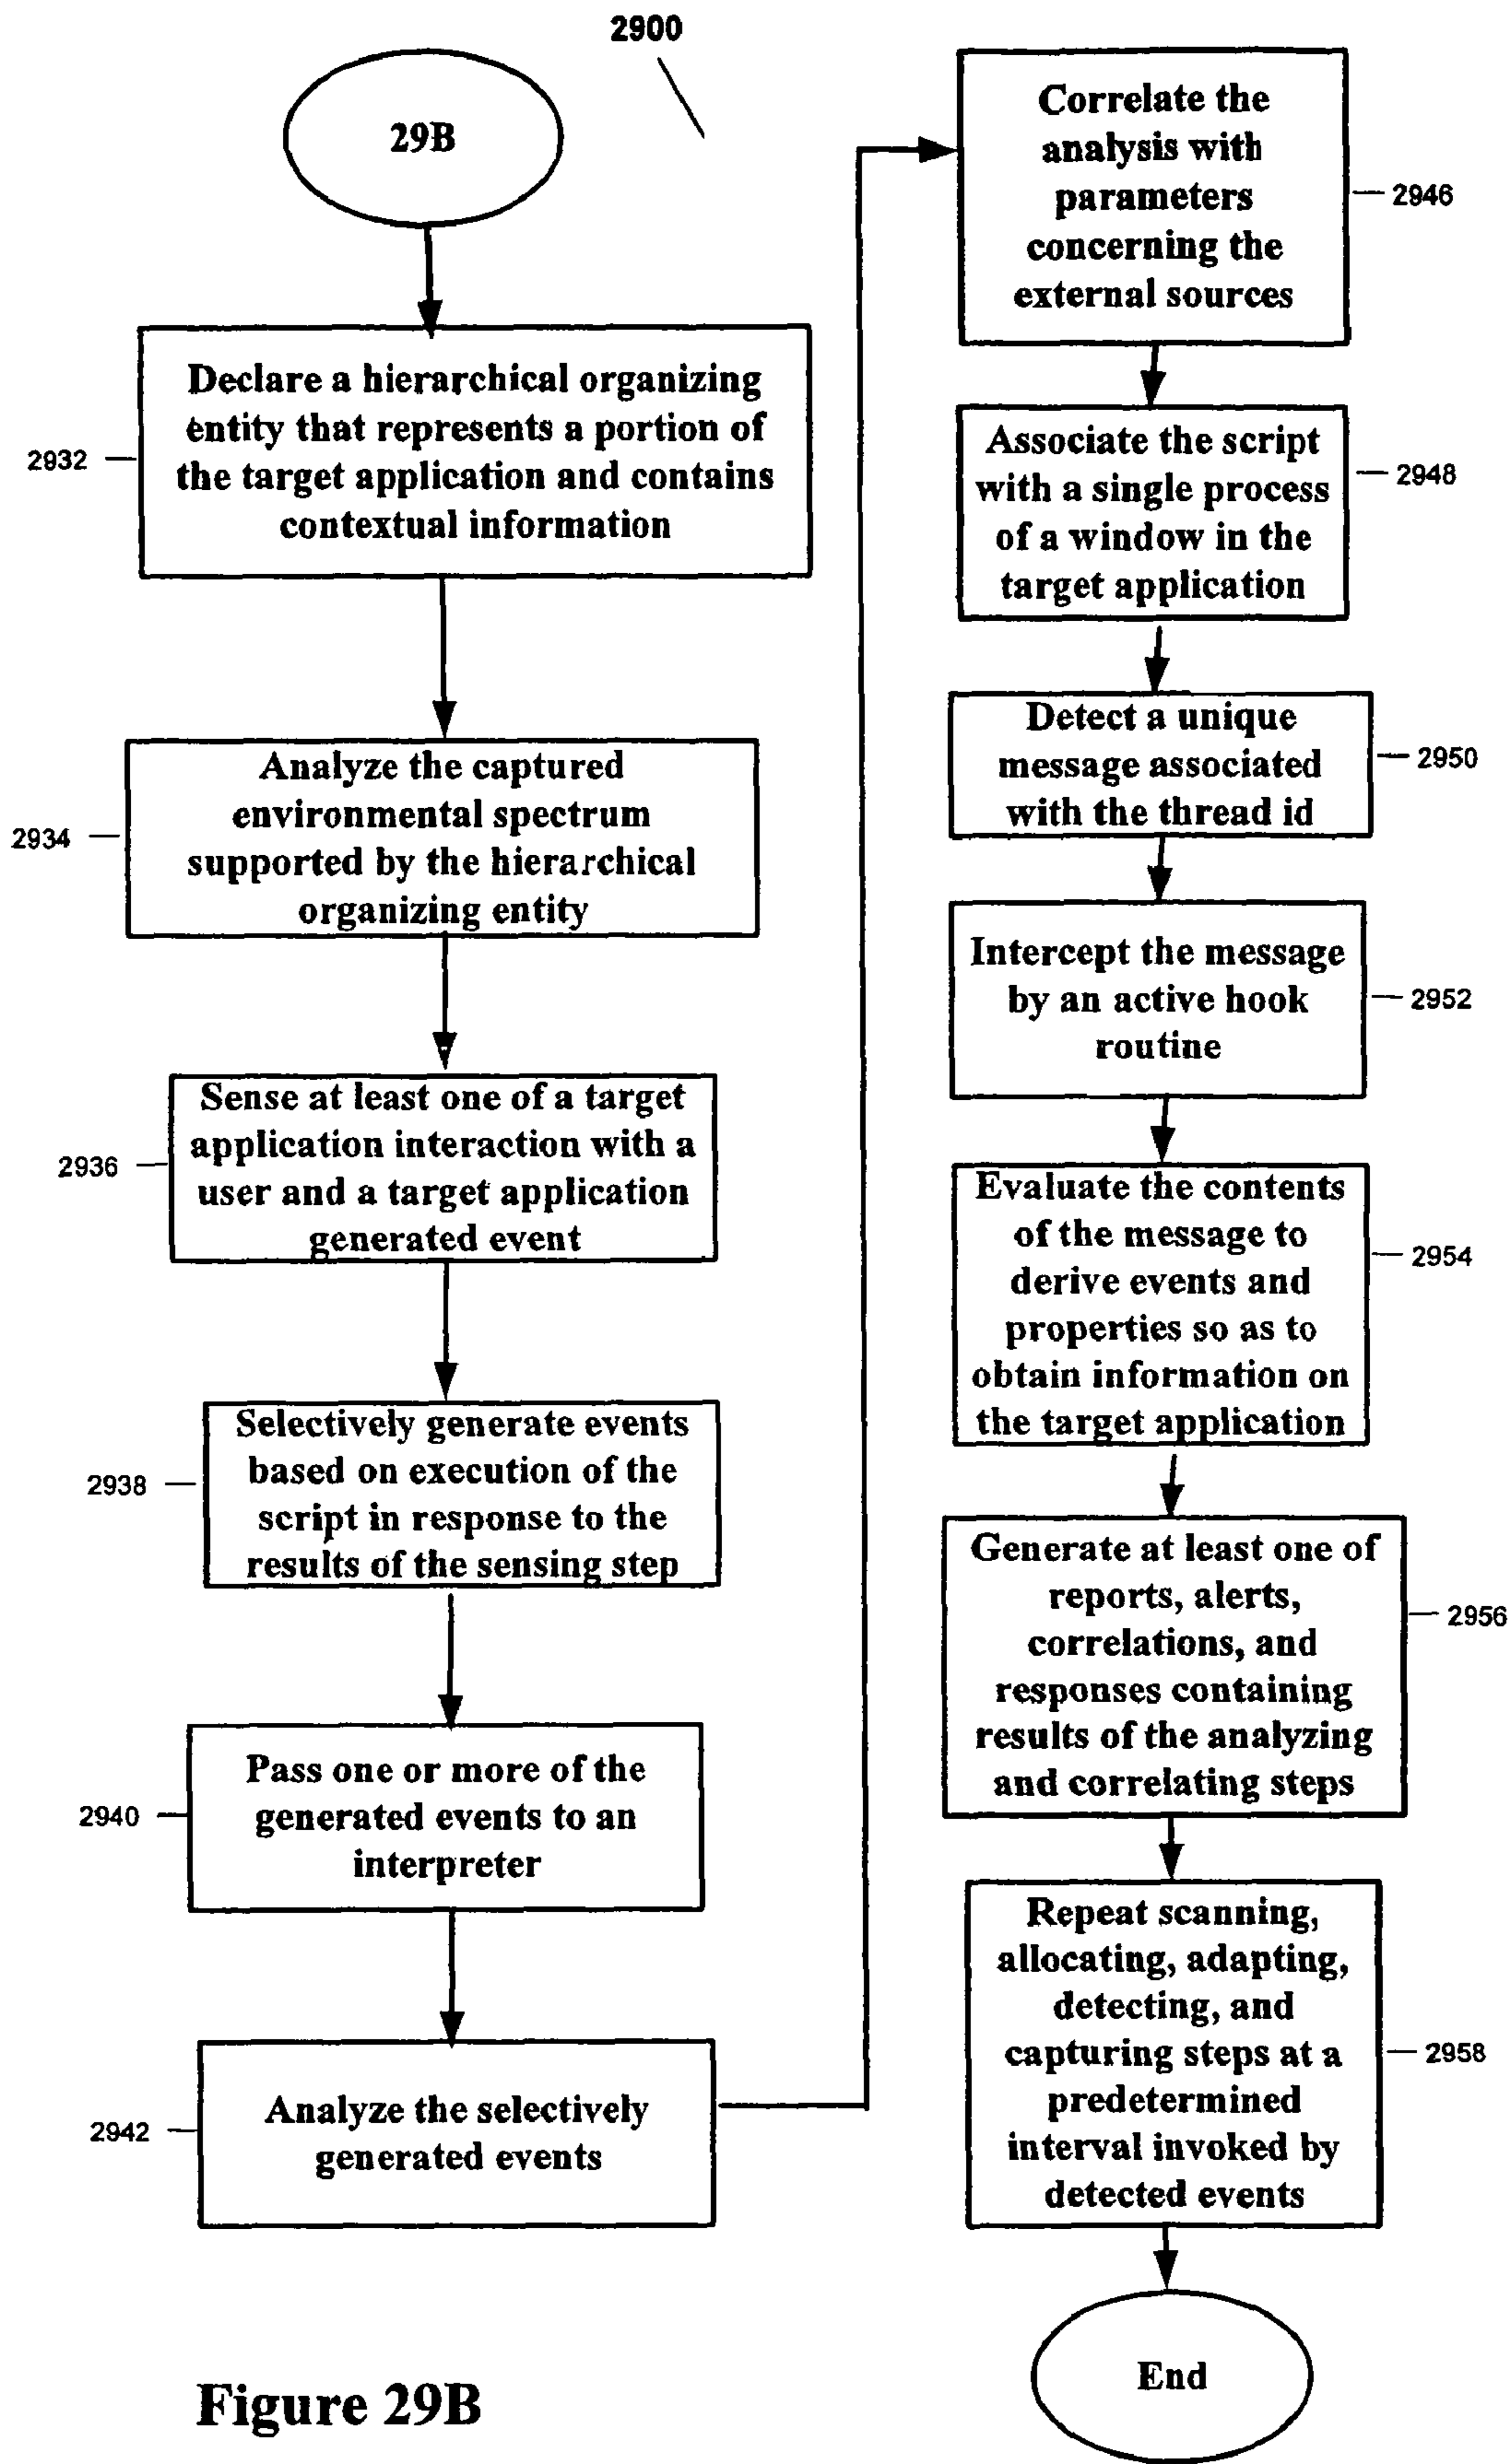 2900
29B
Declare a hierarchical organizing
entity that represents a portion of
the target application and contains
contextual information
2932
Analyze the captured
environmental spectrum
supported by the hierarchical
organizing entity
2934
Sense at least one of a target
application interaction with a
user and a target application
generated event
2936
Selectively generate events
based on execution of the
script in response to the
results of the sensing step
2938
Pass one or more of the
generated events to an
interpreter
2940
Analyze the selectively
generated events
2942
Correlate the
analysis with
parameters
concerning the
external sources
2946
Associate the script
with a single process
of a window in the
target application
2948
Detect a unique
message associated
with the thread id
2950
Intercept the message
by an active hook
routine
2952
Evaluate the contents
of the message to
derive events and
properties so as to
obtain information on
the target application
2954
Generate at least one of
reports, alerts,
correlations, and
responses containing
results of the analyzing
and correlating steps
2956
Repeat scanning,
allocating, adapting,
detecting, and
capturing steps at a
predetermined
interval invoked by
detected events
2958
End
Figure 29B